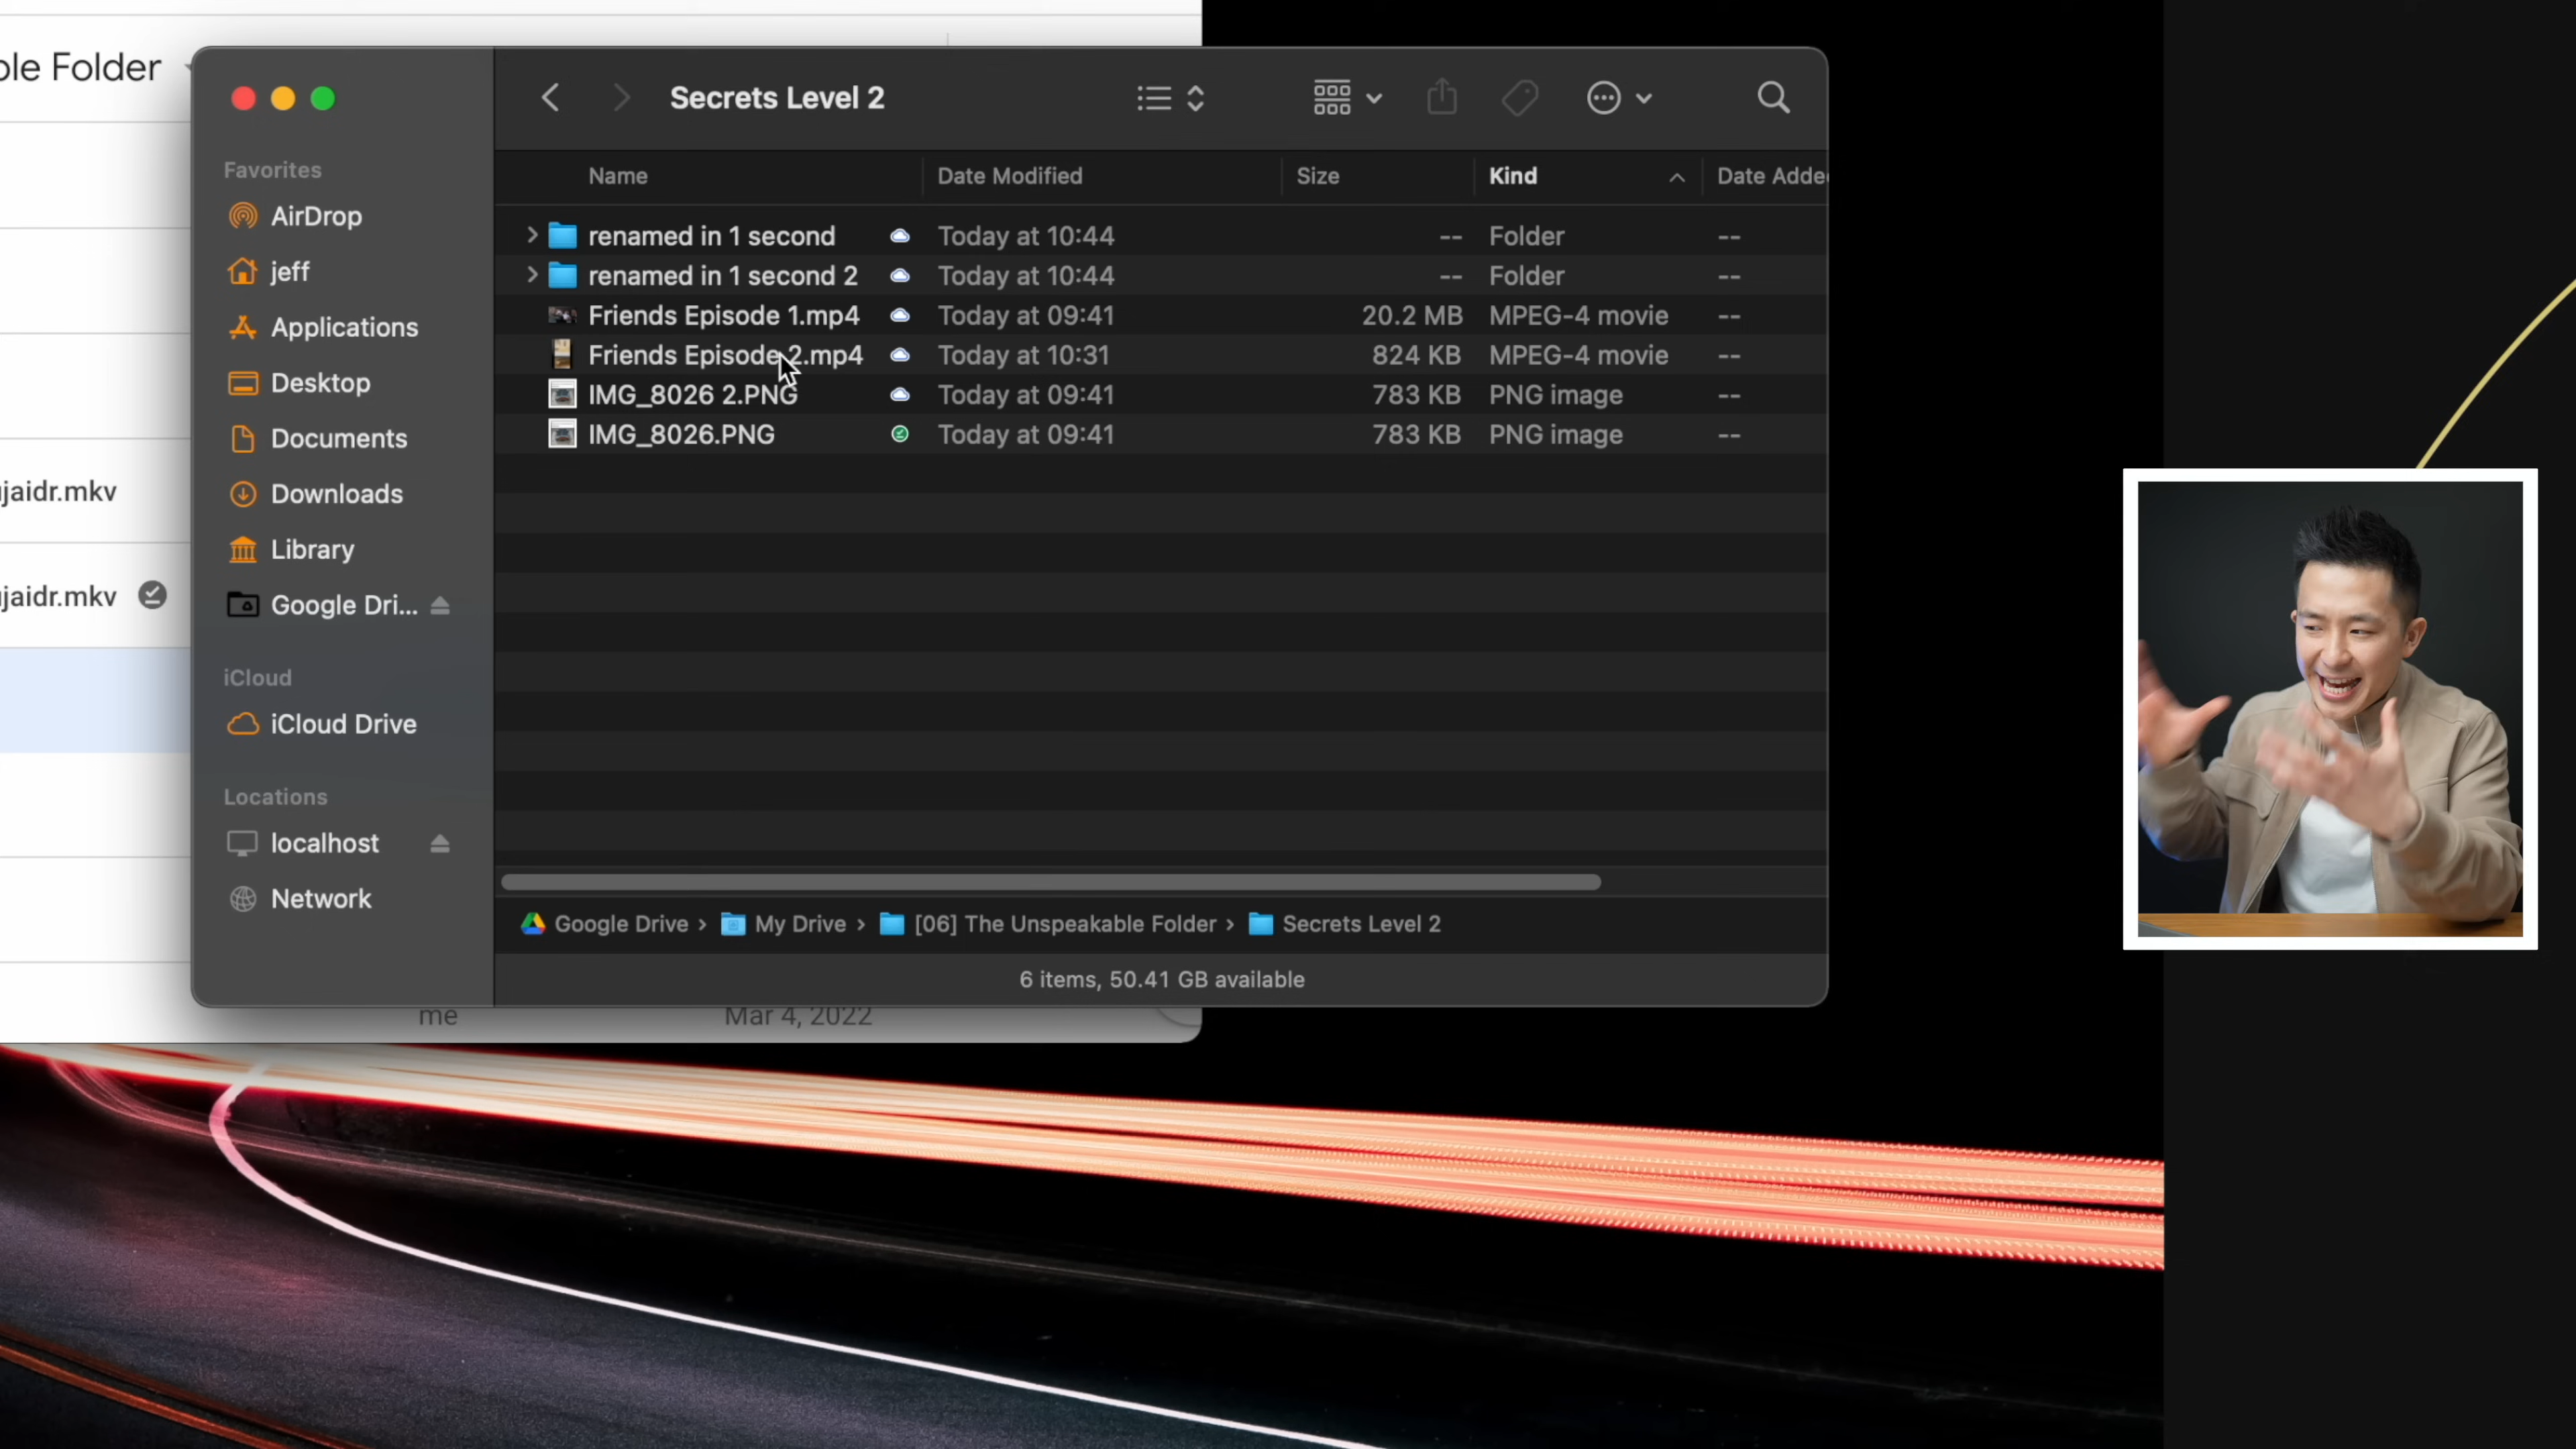 ble Folder
Secrets Level 2
Favorites
AirDrop
jeff
Applications
Desktop
Documents
Downloads
Library
Google Dri...
iCloud
iCloud Drive
Locations
localhost
Network
Name Date Modified Size Kind Date Adde
renamed in 1 second Today at 10:44 -- Folder --
renamed in 1 second 2 Today at 10:44 -- Folder --
Friends Episode 1.mp4 Today at 09:41 20.2 MB MPEG-4 movie --
Friends Episode 2.mp4 Today at 10:31 824 KB MPEG-4 movie --
IMG_8026 2.PNG Today at 09:41 783 KB PNG image --
IMG_8026.PNG Today at 09:41 783 KB PNG image --
jaidr.mkv
jaidr.mkv
Google Drive › My Drive › [06] The Unspeakable Folder › Secrets Level 2
6 items, 50.41 GB available
me Mar 4, 2022